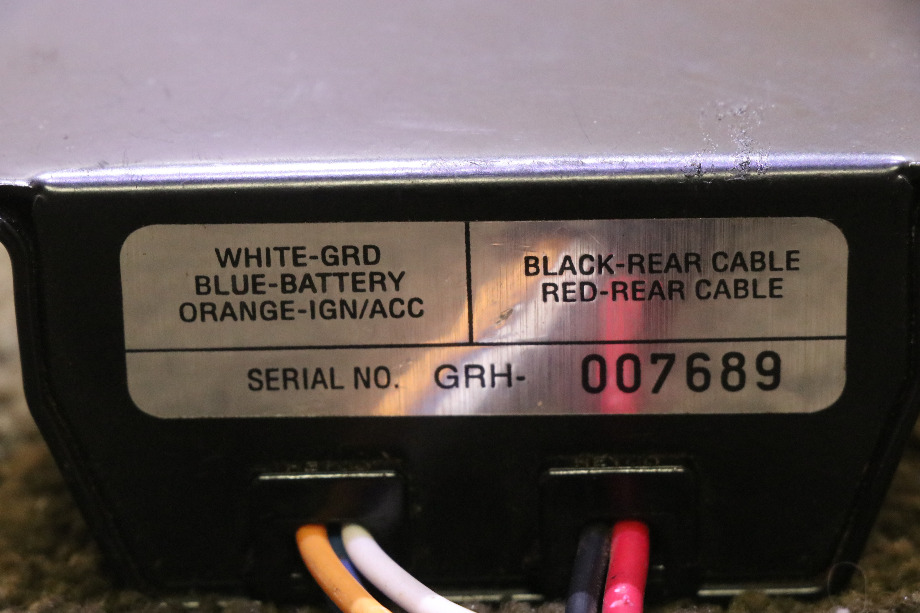 WHITE-GRD
BLUE-BATTERY
ORANGE-IGN/ACC
BLACK-REAR CABLE
RED-REAR CABLE
SERIAL NO. GRH- 007689